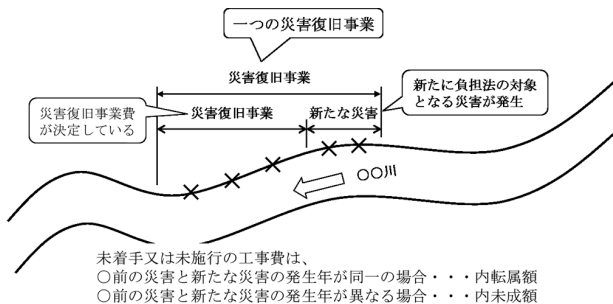 一つの災害復旧事業
災害復旧事業
新たに負担法の対象
となる災害が発生
災害復旧事業費
が決定している
災害復旧事業
新たな災害
○○川
未着手又は未施行の工事費は、
○前の災害と新たな災害の発生年が同一の場合・・・内転属額
○前の災害と新たな災害の発生年が異なる場合・・・内未成額